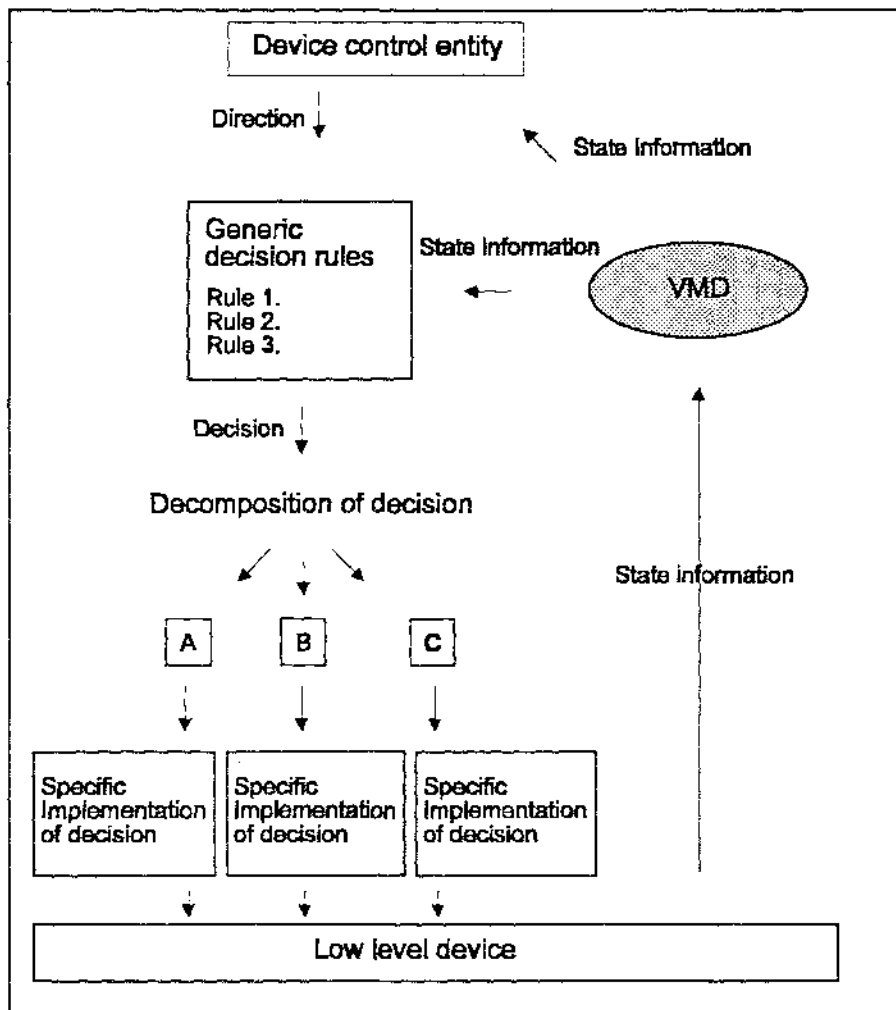 Device control entity
Direction
State information
Generic
decision rules
State information
VMD
Rule 1.
Rule 2.
Rule 3.
Decision
Decomposition of decision
State information
A
B
C
Specific
Implementation
of decision
Specific
Implementation
of decision
Specific
Implementation
of decision
Low level device